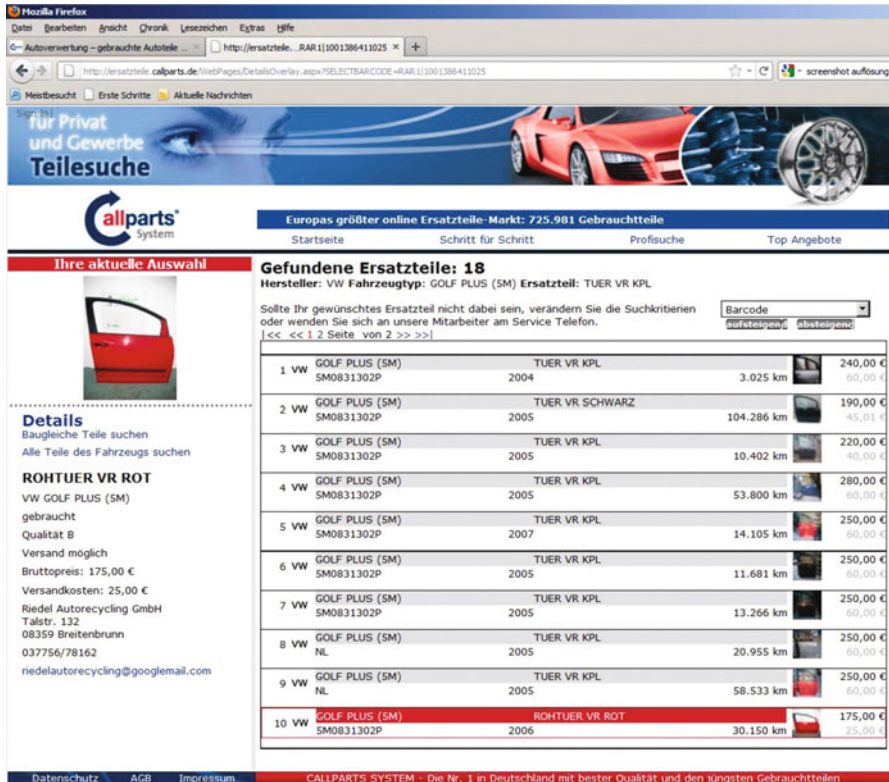 Mozilla Firefox
Datei Bearbeiten Ansicht Chronik Lesezeichen Extras Hilfe
Autoverwertung – gebrauchte Autoteile ... × http://ersatzteile....RAR1|1001386411025 × +
http://ersatzteile.callparts.de/WebPages/DetailsOverlay.aspx?SELECTBARCODE=RAR1|1001386411025
screenshot auflösung
Meistbesucht Erste Schritte Aktuelle Nachrichten
Sign In |
für Privat
und Gewerbe
Teilesuche
Callparts
System
Europas größter online Ersatzteile-Markt: 725.981 Gebrauchtteile
Startseite Schritt für Schritt Profisuche Top Angebote
Ihre aktuelle Auswahl
Details
Baugleiche Teile suchen
Alle Teile des Fahrzeugs suchen
ROHTUER VR ROT
VW GOLF PLUS (5M)
gebraucht
Qualität B
Versand möglich
Bruttopreis: 175,00 €
Versandkosten: 25,00 €
Riedel Autorecycling GmbH
Talstr. 132
08359 Breitenbrunn
037756/78162
riedelautorecycling@googlemail.com
Gefundene Ersatzteile: 18
Hersteller: VW Fahrzeugtyp: GOLF PLUS (5M) Ersatzteil: TUER VR KPL
Sollte Ihr gewünschtes Ersatzteil nicht dabei sein, verändern Sie die Suchkritierien
oder wenden Sie sich an unsere Mitarbeiter am Service Telefon.
Barcode
aufsteigend absteigend
|<< << 1 2 Seite von 2 >> >>|
1 VW GOLF PLUS (5M) TUER VR KPL 240,00 €
5M0831302P 2004 3.025 km 60,00 €
2 VW GOLF PLUS (5M) TUER VR SCHWARZ 190,00 €
5M0831302P 2005 104.286 km 45,01 €
3 VW GOLF PLUS (5M) TUER VR KPL 220,00 €
5M0831302P 2005 10.402 km 40,00 €
4 VW GOLF PLUS (5M) TUER VR KPL 280,00 €
5M0831302P 2005 53.800 km 60,00 €
5 VW GOLF PLUS (5M) TUER VR KPL 250,00 €
5M0831302P 2007 14.105 km 60,00 €
6 VW GOLF PLUS (5M) TUER VR KPL 250,00 €
5M0831302P 2005 11.681 km 60,00 €
7 VW GOLF PLUS (5M) TUER VR KPL 250,00 €
5M0831302P 2005 13.266 km 60,00 €
8 VW GOLF PLUS (5M) TUER VR KPL 250,00 €
NL 2005 20.955 km 60,00 €
9 VW GOLF PLUS (5M) TUER VR KPL 250,00 €
NL 2005 58.533 km 60,00 €
10 VW GOLF PLUS (5M) ROHTUER VR ROT 175,00 €
5M0831302P 2006 30.150 km 25,00 €
Datenschutz AGB Impressum
CALLPARTS SYSTEM - Die Nr. 1 in Deutschland mit bester Qualität und den jüngsten Gebrauchtteilen